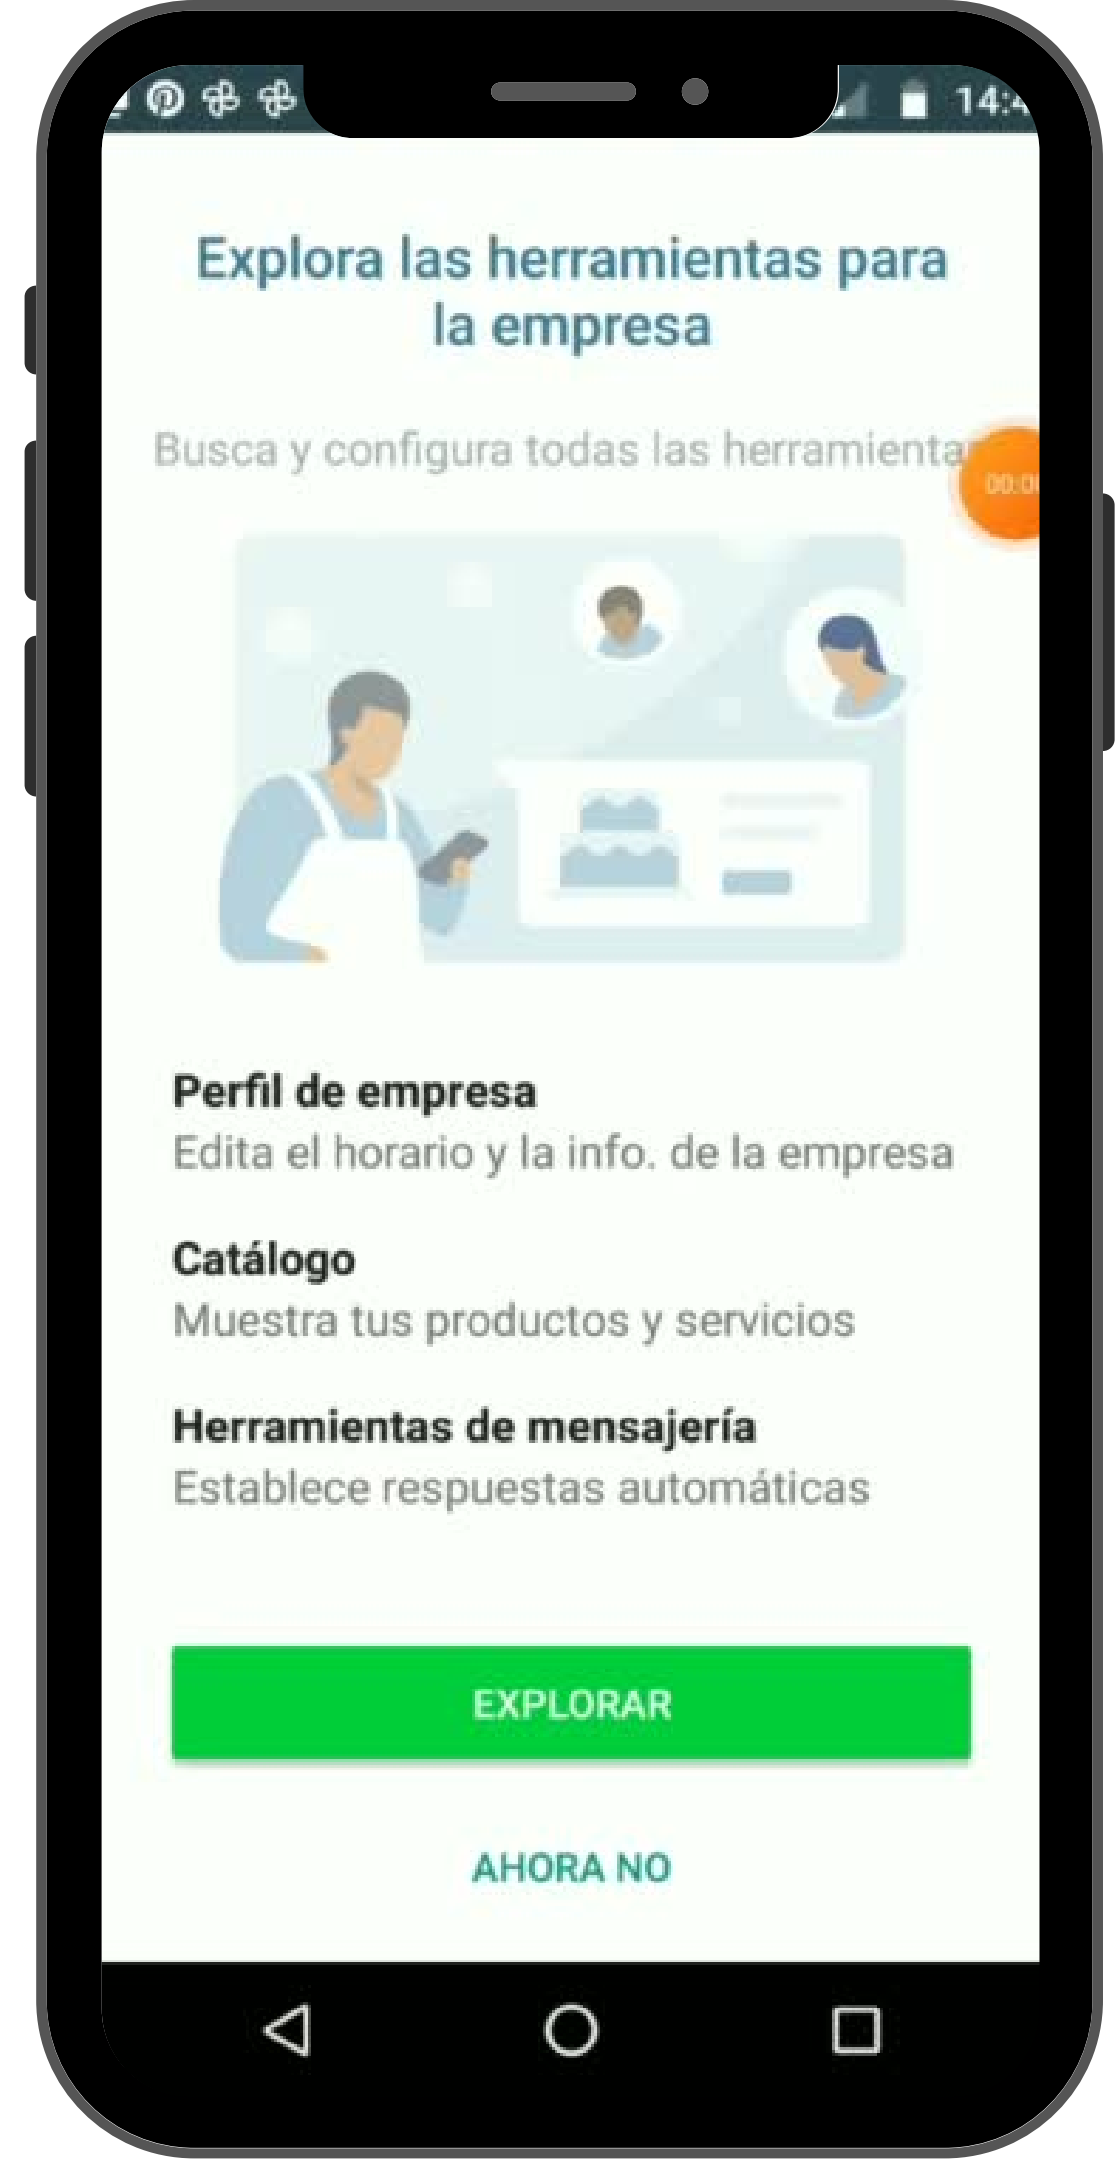 Explora las herramientas para
la empresa
Busca y configura todas las
Perfil de empresa
Edita el horario y la info. de la empresa
Catálogo
Muestra tus productos y servicios
Herramientas de mensajería
Establece respuestas automáticas
EXPLORAR
AHORA NO